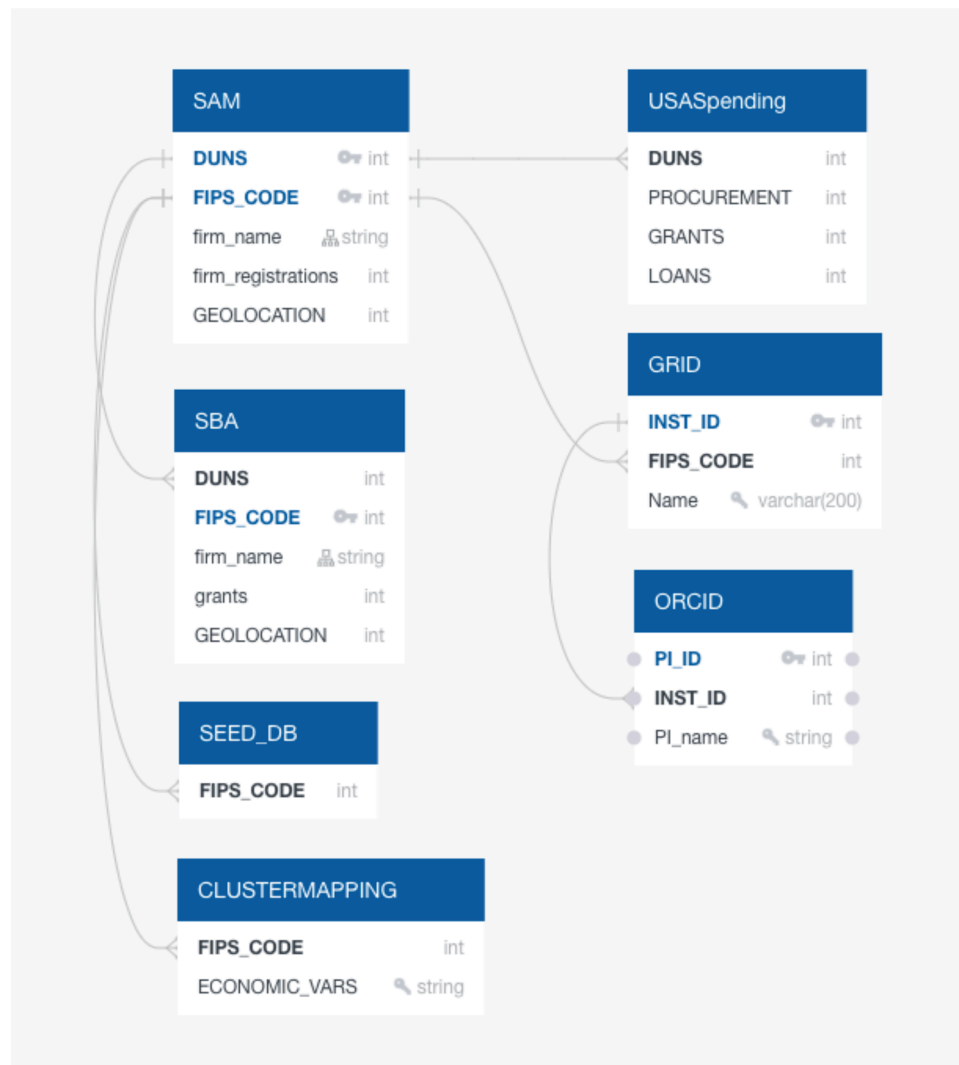 SAM
DUNS int
FIPS_CODE int
firm_name string
firm_registrations int
GEOLOCATION int
USASpending
DUNS int
PROCUREMENT int
GRANTS int
LOANS int
GRID
INST_ID int
FIPS_CODE int
Name varchar(200)
SBA
DUNS int
FIPS_CODE int
firm_name string
grants int
GEOLOCATION int
ORCID
PI_ID int
INST_ID int
PI_name string
SEED_DB
FIPS_CODE int
CLUSTERMAPPING
FIPS_CODE int
ECONOMIC_VARS string